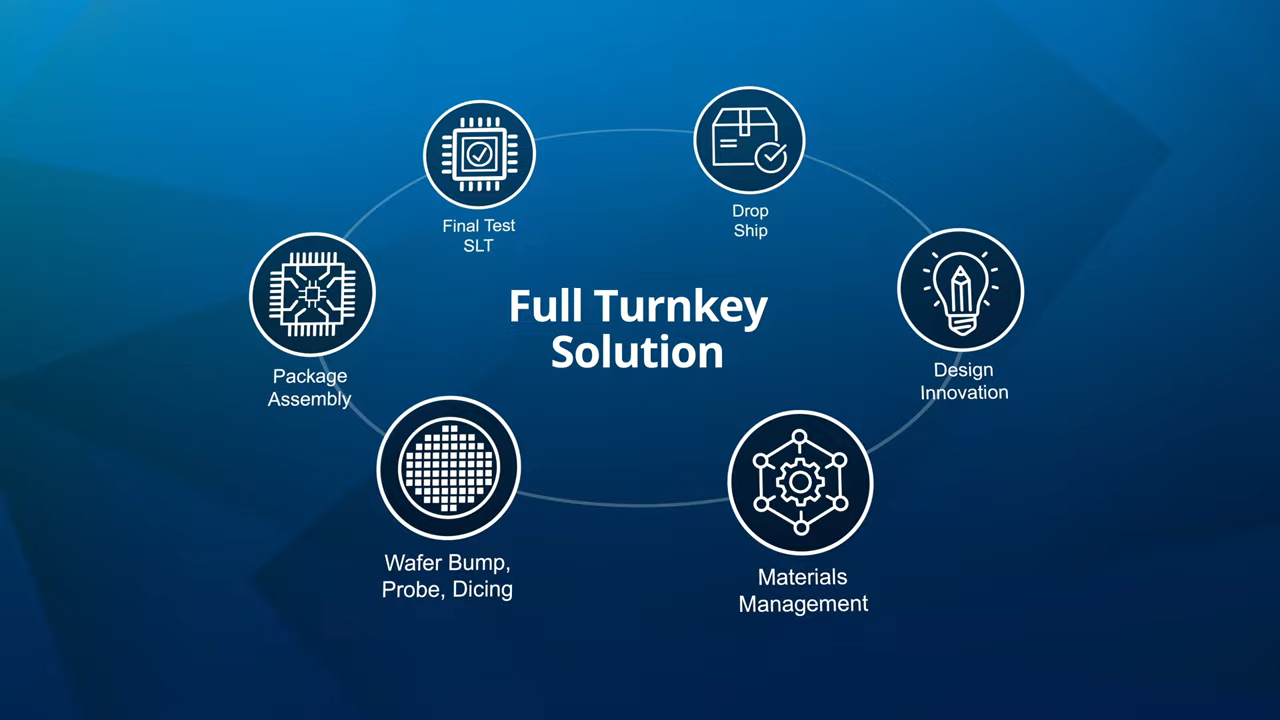 Final Test
SLT
Drop
Ship
Full Turnkey
Solution
Package
Assembly
Design
Innovation
Wafer Bump,
Probe, Dicing
Materials
Management